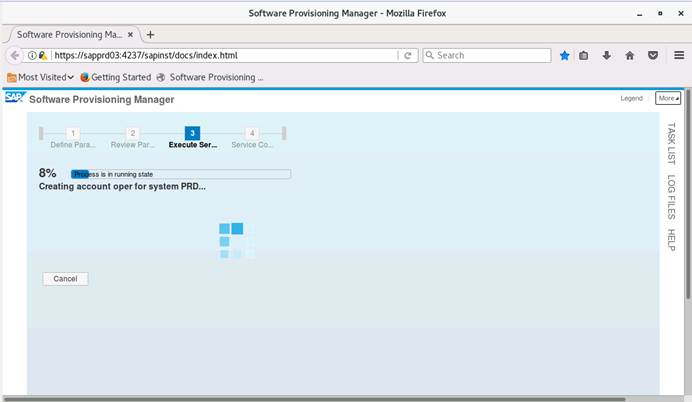 Software Provisioning Manager - Mozilla Firefox
Software Provisioning Ma...
https://sapprd03:4237/sapinst/docs/index.html
Search
Most Visited
Getting Started
Software Provisioning ...
SAP
Software Provisioning Manager
Legend
More
1
2
3
4
Define Para...
Review Par...
Execute Ser...
Service Co...
8%
Process is in running state
Creating account oper for system PRD...
Cancel
TASK LIST
LOG FILES
HELP